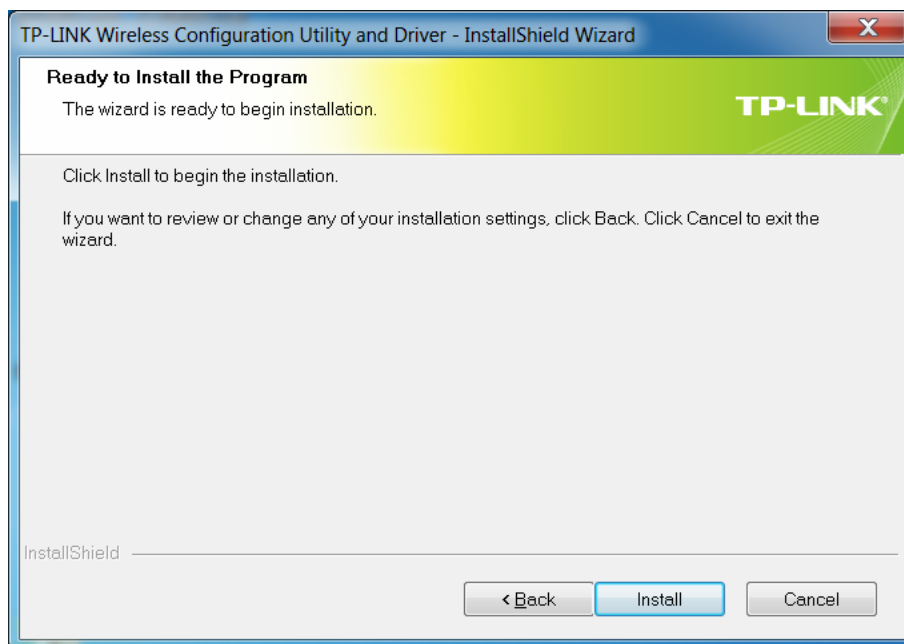 TP-LINK Wireless Configuration Utility and Driver - InstallShield Wizard
Ready to Install the Program
The wizard is ready to begin installation.
TP-LINK®
Click Install to begin the installation.
If you want to review or change any of your installation settings, click Back. Click Cancel to exit the
wizard.
InstallShield
< Back
Install
Cancel